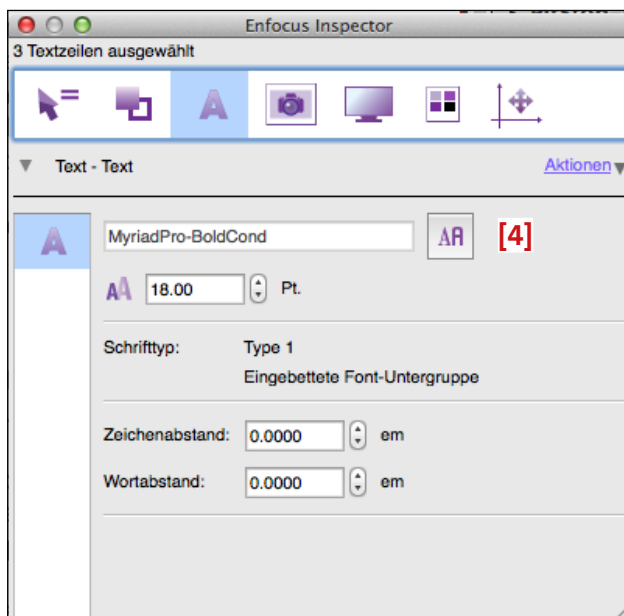 Enfocus Inspector
3 Textzeilen ausgewählt
Text - Text
Aktionen
MyriadPro-BoldCond
[4]
18.00 Pt.
Schrifttyp: Type 1
Eingebettete Font-Untergruppe
Zeichenabstand: 0.0000 em
Wortabstand: 0.0000 em